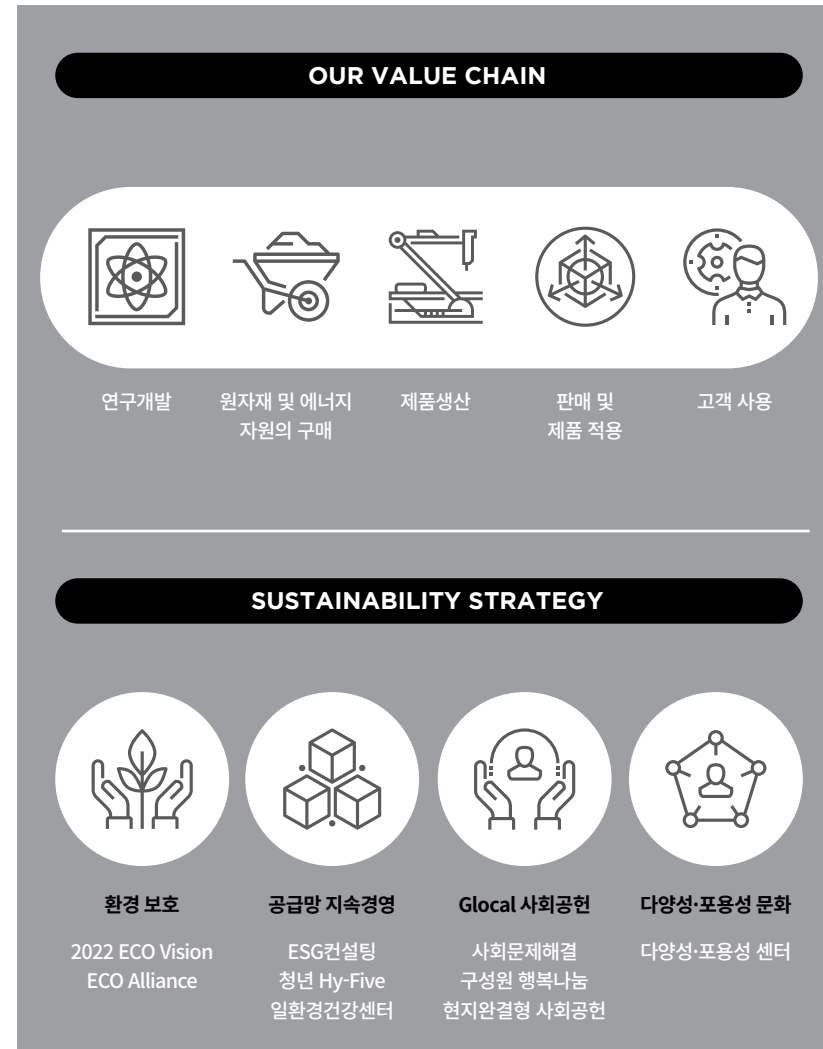 OUR VALUE CHAIN
연구개발
원자재 및 에너지
자원의 구매
제품생산
판매 및
제품 적용
고객 사용
SUSTAINABILITY STRATEGY
환경 보호
2022 ECO Vision
ECO Alliance
공급망 지속경영
ESG컨설팅
청년 Hy-Five
일환경건강센터
Glocal 사회공헌
사회문제해결
구성원 행복나눔
현지완결형 사회공헌
다양성·포용성 문화
다양성·포용성 센터